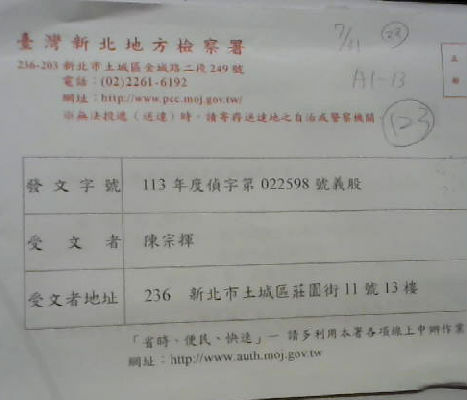 臺灣新北地方檢察署
236-203 新北市土城區金城路二段249號
電話：(02)2261-6192
網址：http://www.pcc.moj.gov.tw/
※無法投遞（送達）時，請寄存送達地之自治或警察機關
7/31
23
A1-13
123
發文字號 113年度偵字第022598號義股
受文者 陳宗揮
受文者地址 236 新北市土城區莊園街11號13樓
「省時、便民、快速」— 請多利用本署各項線上申辦作業
網址：http://www.auth.moj.gov.tw